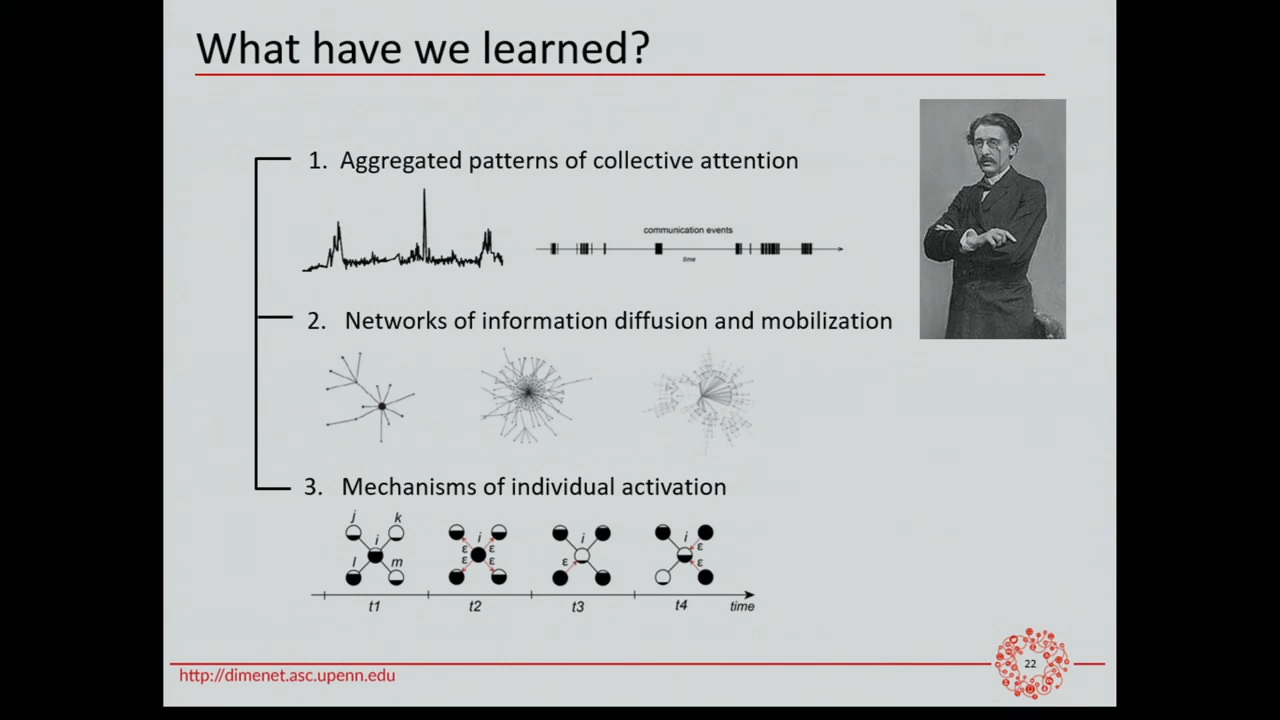 What have we learned?
1. Aggregated patterns of collective attention
communication events
time
2. Networks of information diffusion and mobilization
3. Mechanisms of individual activation
j k
i
l m
i
ε ε
ε ε
i
ε
i
ε
ε
t1 t2 t3 t4 time
http://dimenet.asc.upenn.edu
22